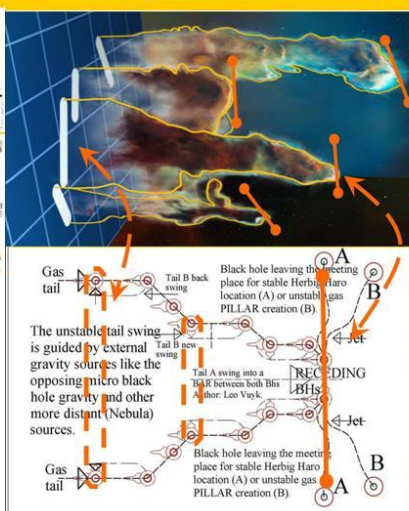 A
Gas
tail
Tail B back
swing
Black hole leaving the meeting
place for stable Herbig Haro
location (A) or unstable gas
PILLAR creation (B).
B
Jet
The unstable tail swing
is guided by external
gravity sources like the
opposing micro black
hole gravity and other
more distant (Nebula)
sources.
Tail B new
swing
Tail A swing into a
BAR between both Bhs
Author: Leo Vuyk.
RECEDING
BHs
Jet
Gas
tail
Black hole leaving the meeting
place for stable Herbig Haro
location (A) or unstable gas
PILLAR creation (B).
B
A